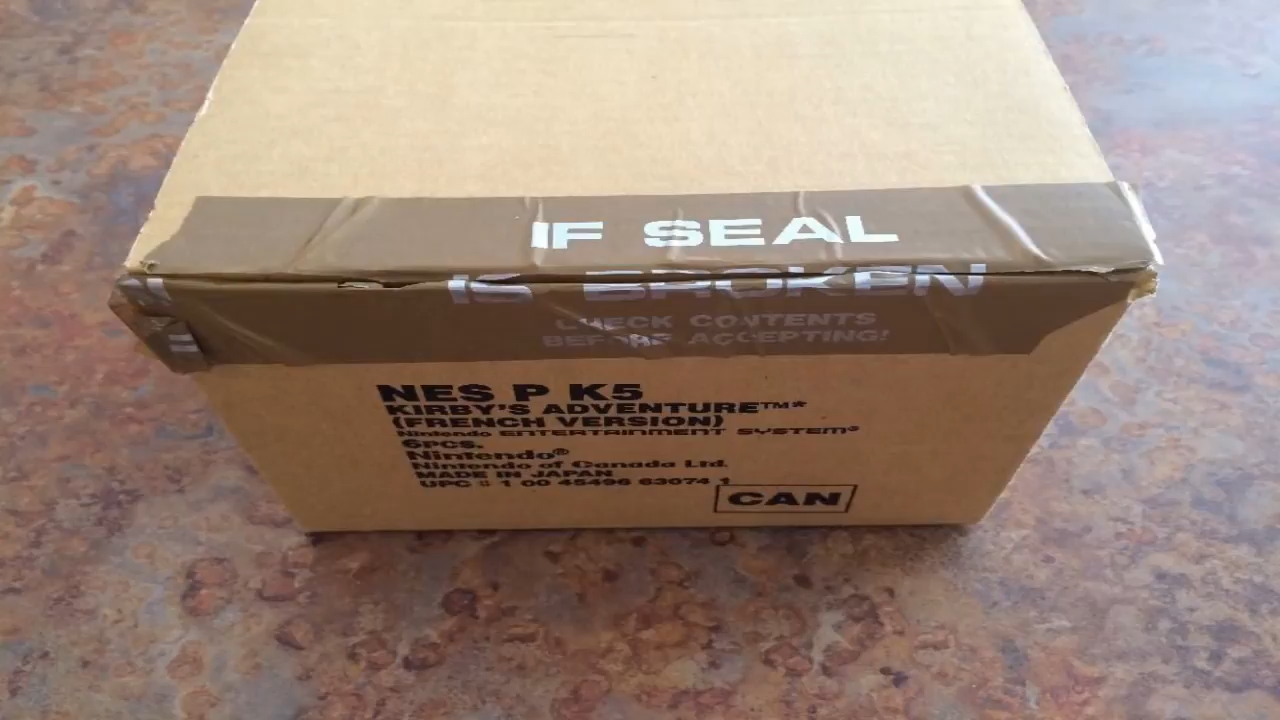 IF SEAL
IS BROKEN
CHECK CONTENTS
BEFORE ACCEPTING!
NES P K5
KIRBY'S ADVENTURE™*
(FRENCH VERSION)
Nintendo ENTERTAINMENT SYSTEM®
6PCS.
Nintendo®
Nintendo of Canada Ltd.
MADE IN JAPAN
UPC # 1 00 45496 63074 1
CAN